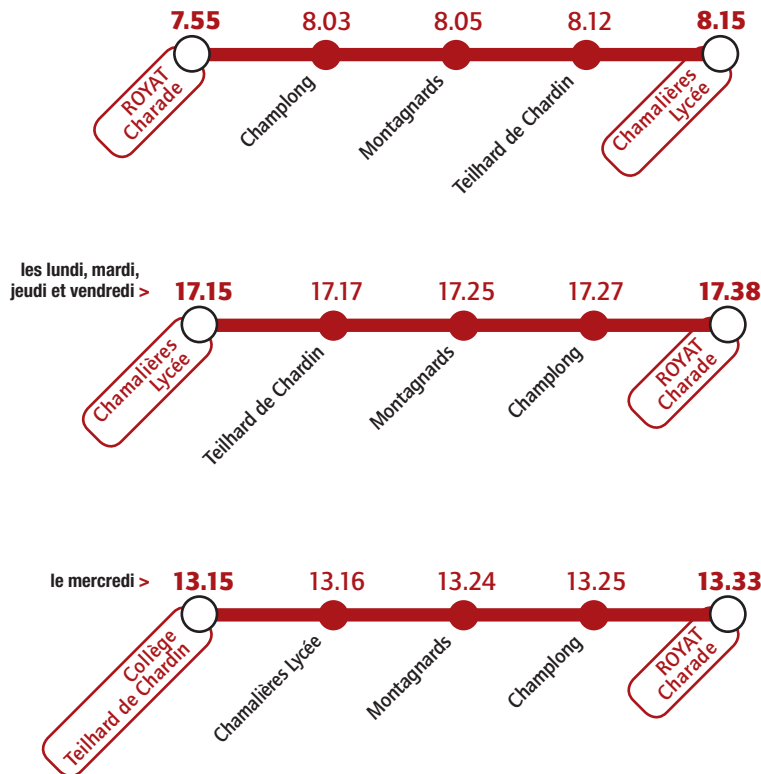 7.55 8.03 8.05 8.12 8.15
ROYAT
Charade
Champlong
Montagnards
Teilhard de Chardin
Chamalières
Lycée
les lundi, mardi,
jeudi et vendredi > 17.15 17.17 17.25 17.27 17.38
Chamalières
Lycée
Teilhard de Chardin
Montagnards
Champlong
ROYAT
Charade
le mercredi > 13.15 13.16 13.24 13.25 13.33
Collège
Teilhard de Chardin
Chamalières Lycée
Montagnards
Champlong
ROYAT
Charade